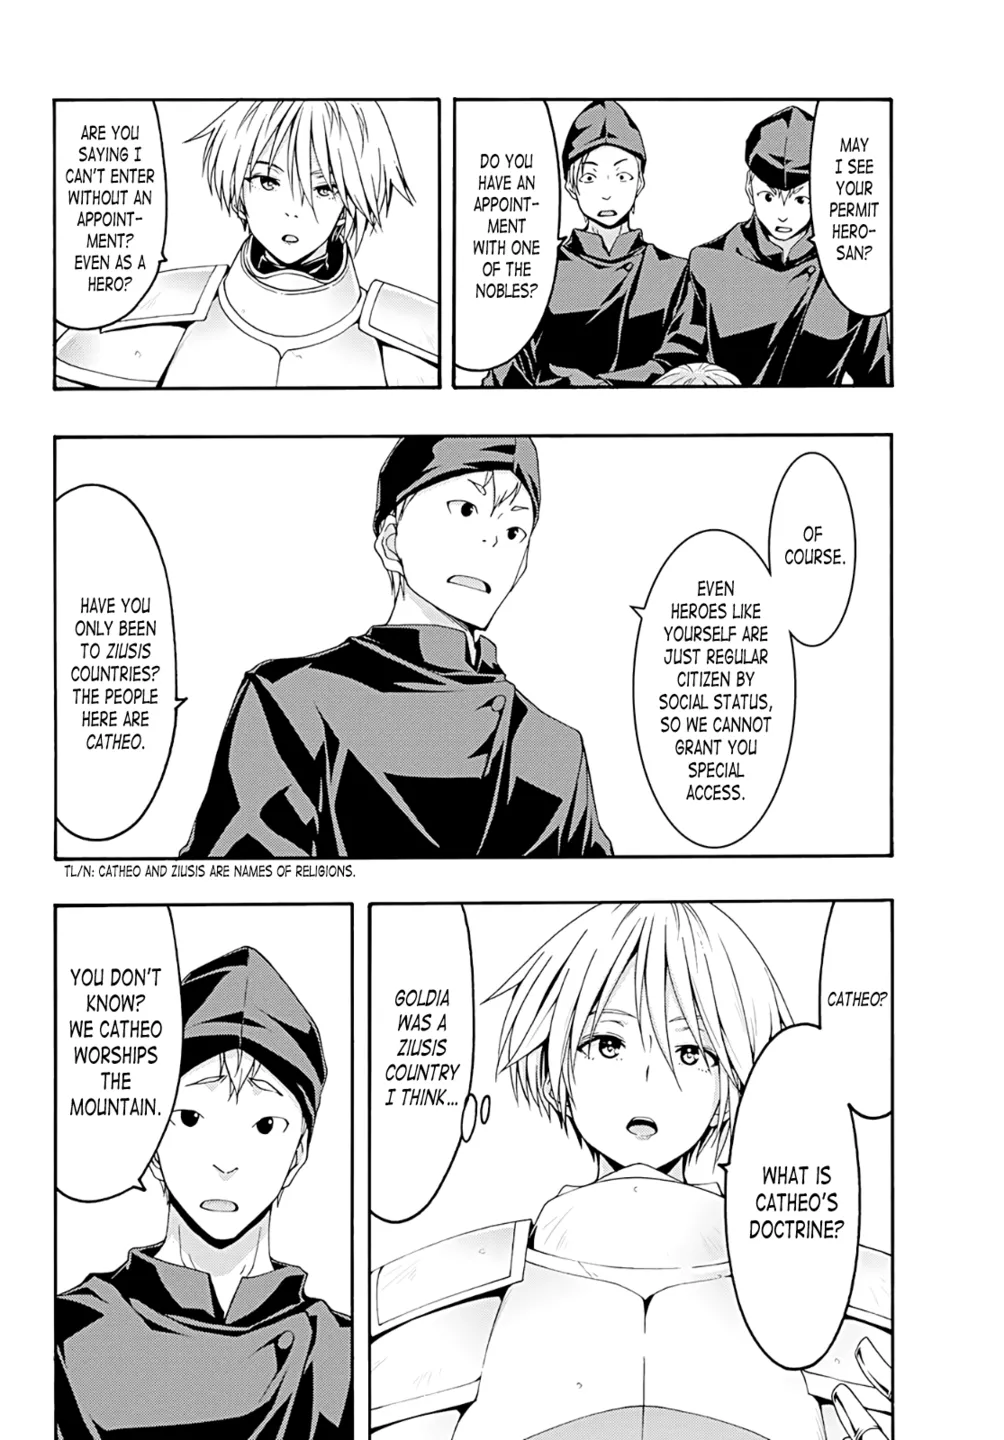 MAY
I SEE
YOUR
PERMIT
HERO-
SAN?
DO YOU
HAVE AN
APPOINT-
MENT
WITH ONE
OF THE
NOBLES?
ARE YOU
SAYING I
CAN'T ENTER
WITHOUT AN
APPOINT-
MENT?
EVEN AS A
HERO?
OF
COURSE.
EVEN
HEROES LIKE
YOURSELF ARE
JUST REGULAR
CITIZEN BY
SOCIAL STATUS,
SO WE CANNOT
GRANT YOU
SPECIAL
ACCESS.
HAVE YOU
ONLY BEEN
TO ZIUSIS
COUNTRIES?
THE PEOPLE
HERE ARE
CATHEO.
TL/N: CATHEO AND ZIUSIS ARE NAMES OF RELIGIONS.
CATHEO?
WHAT IS
CATHEO'S
DOCTRINE?
GOLDIA
WAS A
ZIUSIS
COUNTRY
I THINK...
YOU DON'T
KNOW?
WE CATHEO
WORSHIPS
THE
MOUNTAIN.